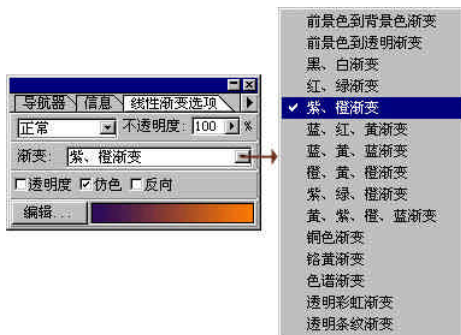 导航器 信息 线性渐变选项
正常 不透明度: 100 %
渐变: 紫、橙渐变
透明度 仿色 反向
编辑...
前景色到背景色渐变
前景色到透明渐变
黑、白渐变
红、绿渐变
紫、橙渐变
蓝、红、黄渐变
蓝、黄、蓝渐变
橙、黄、橙渐变
紫、绿、橙渐变
黄、紫、橙、蓝渐变
铜色渐变
铬黄渐变
色谱渐变
透明彩虹渐变
透明条纹渐变